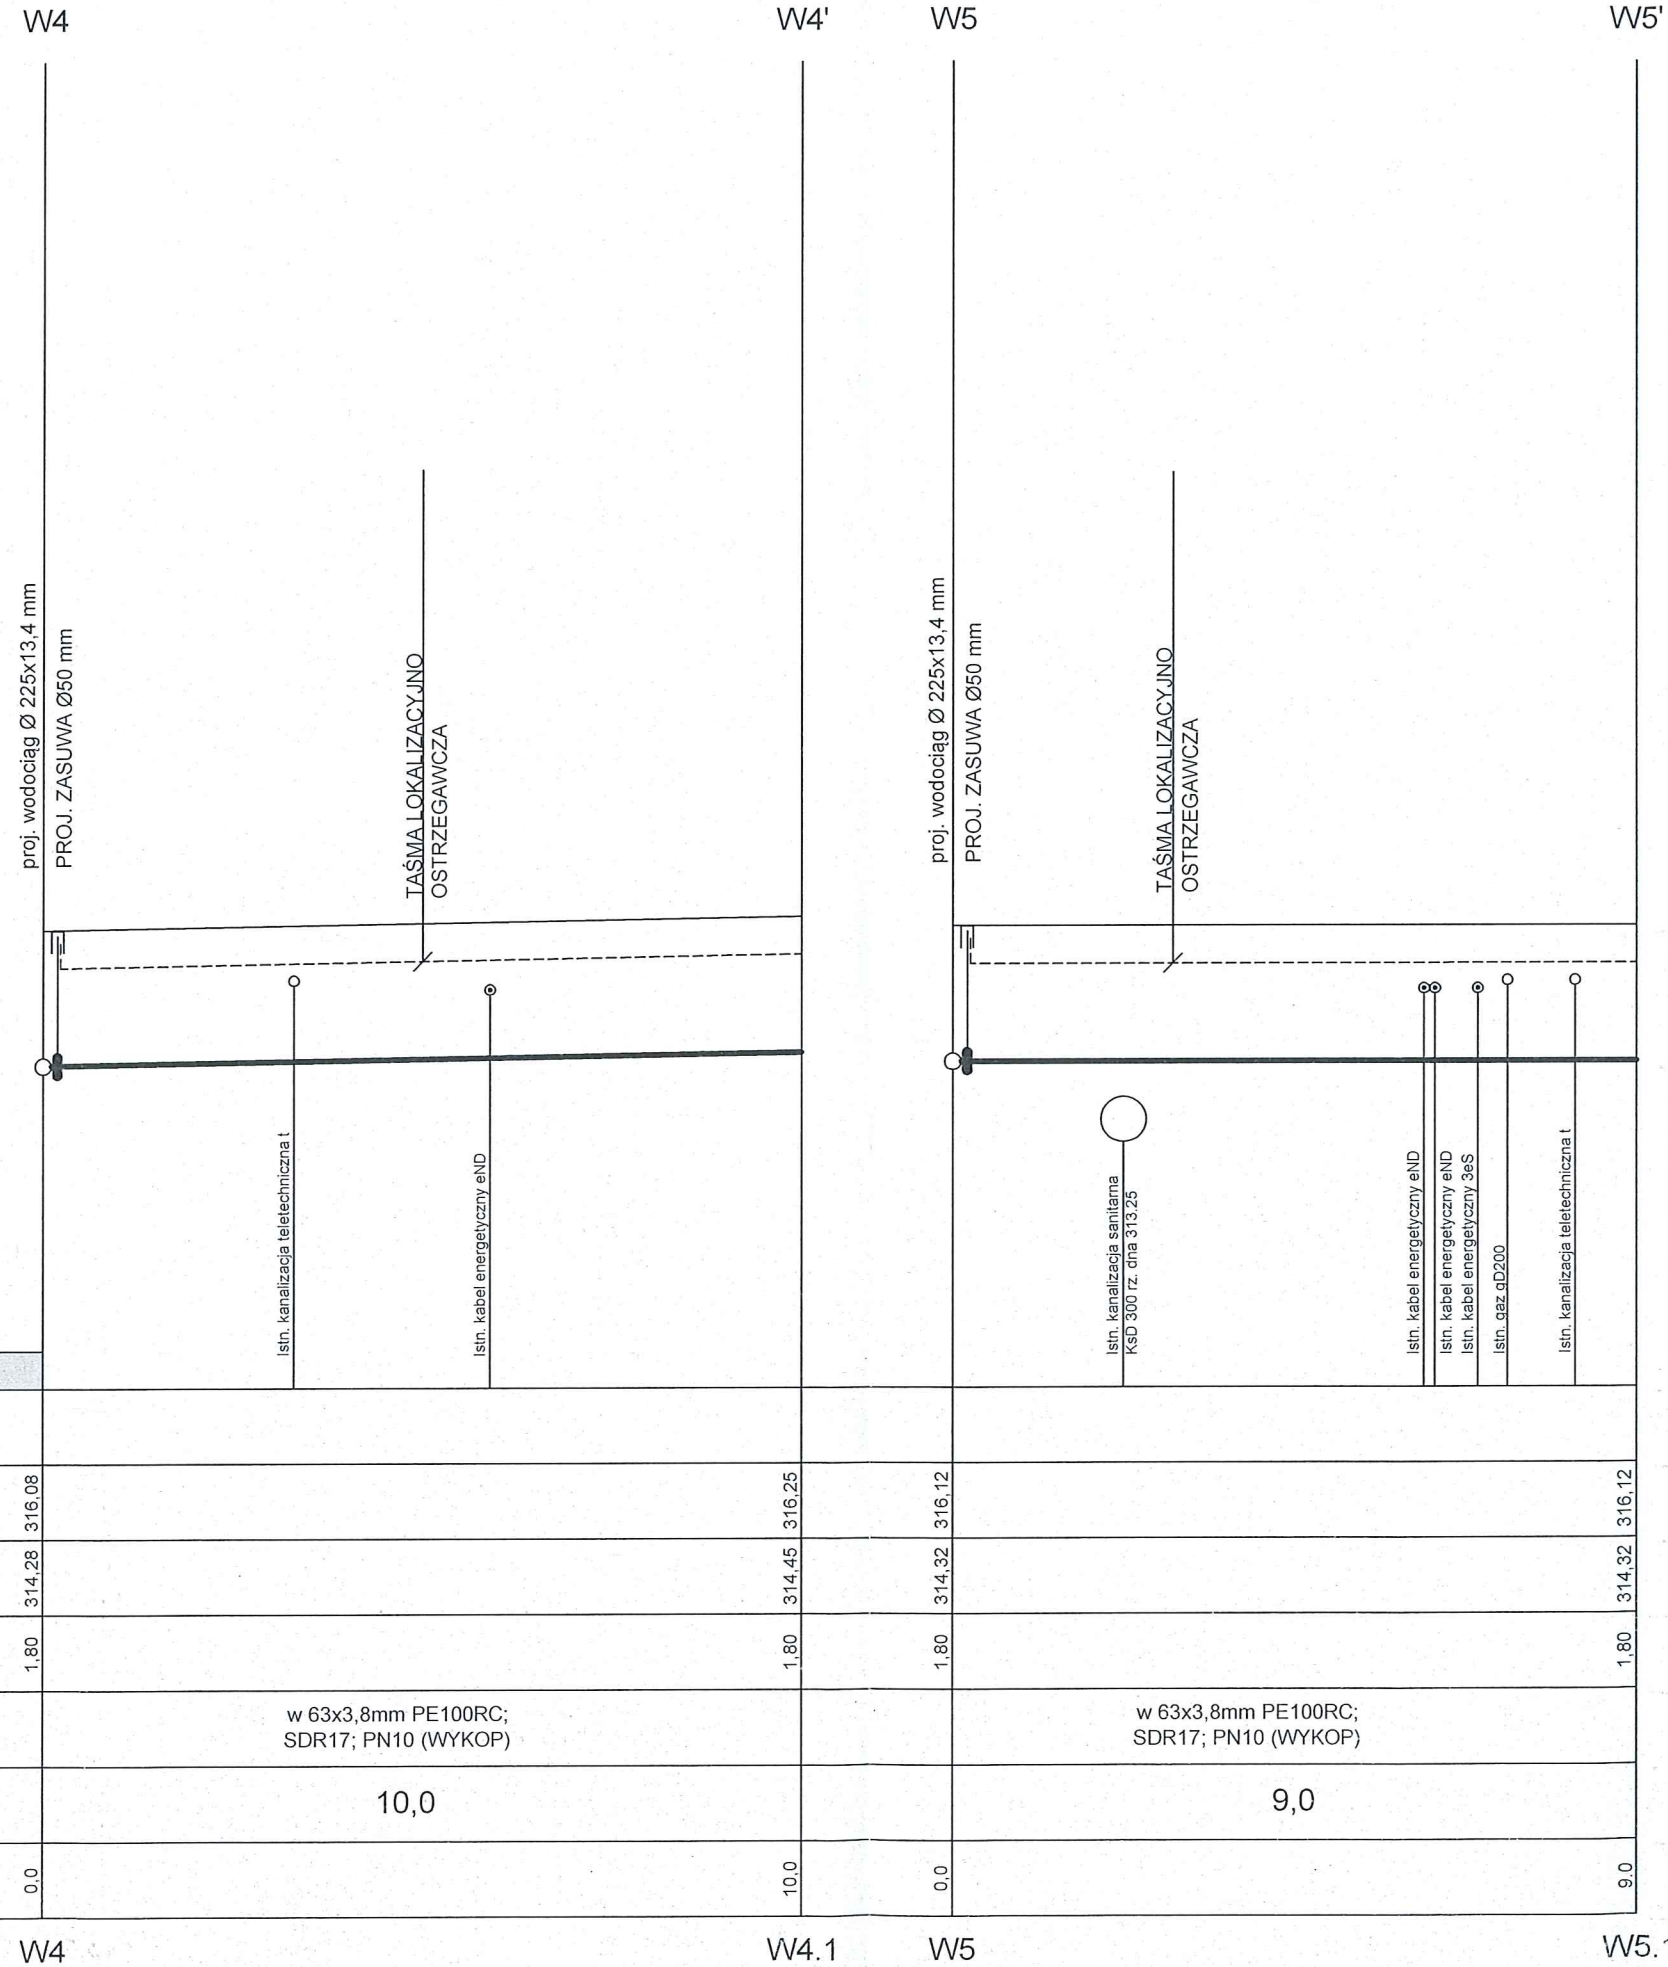 W4
W4'
W5
W5'
proj. wodociąg Ø 225x13,4 mm
PROJ. ZASUWA Ø50 mm
TAŚMA LOKALIZACYJNO
OSTRZEGAWCZA
proj. wodociąg Ø 225x13,4 mm
PROJ. ZASUWA Ø50 mm
TAŚMA LOKALIZACYJNO
OSTRZEGAWCZA
Istn. kanalizacja teletechniczna t
Istn. kabel energetyczny eND
Istn. kanalizacja sanitarna
KsD 300 rz. dna 313.25
Istn. kabel energetyczny eND
Istn. kabel energetyczny eND
Istn. kabel energetyczny 3eS
Istn. gaz gD200
Istn. kanalizacja teletechniczna t
316,08
316,25
316,12
316,12
314,28
314,45
314,32
314,32
1,80
1,80
1,80
1,80
w 63x3,8mm PE100RC;
SDR17; PN10 (WYKOP)
w 63x3,8mm PE100RC;
SDR17; PN10 (WYKOP)
10,0
9,0
0,0
10,0
0,0
9.0
W4
W4.1
W5
W5.1